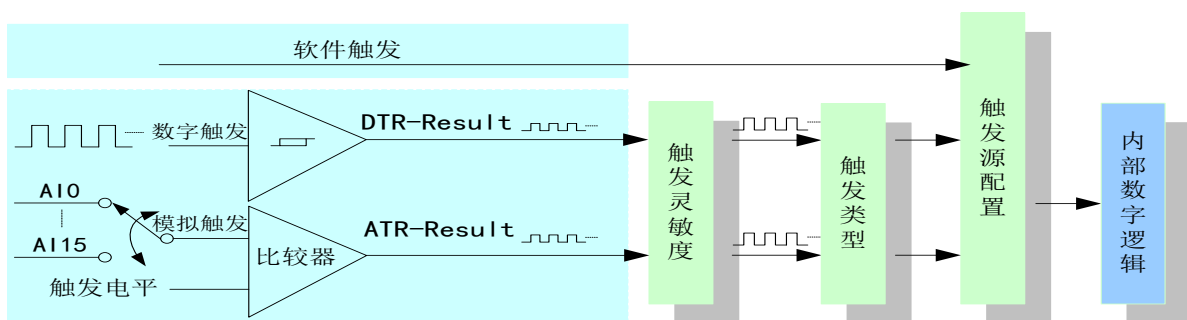 软件触发
数字触发
DTR-Result
AI0
AI15
模拟触发
触发电平
比较器
ATR-Result
触发灵敏度
触发类型
触发源配置
内部数字逻辑